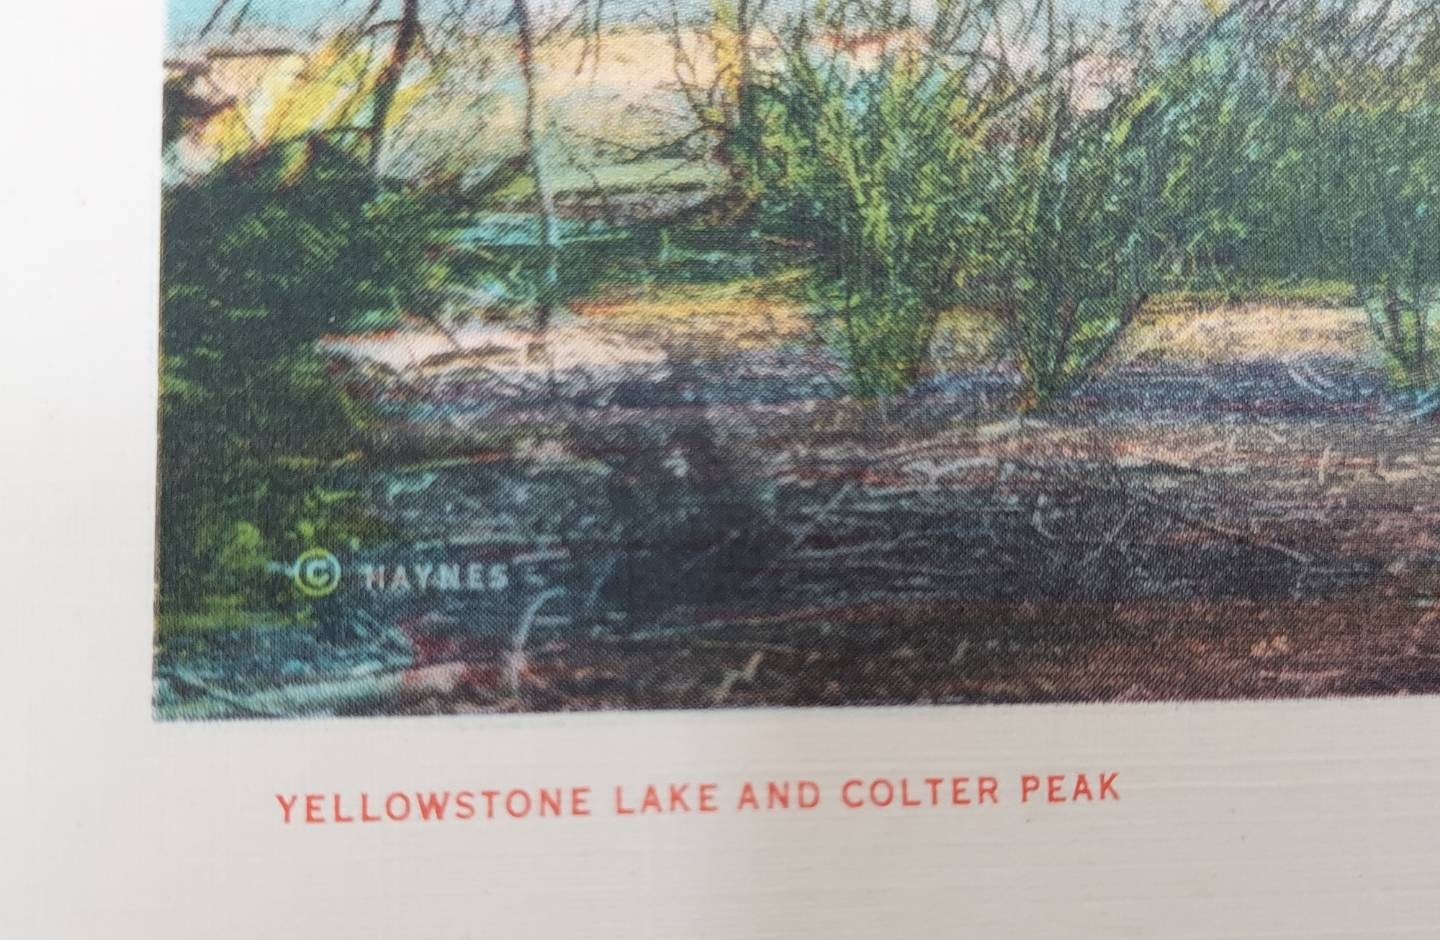 © HAYNES
YELLOWSTONE LAKE AND COLTER PEAK